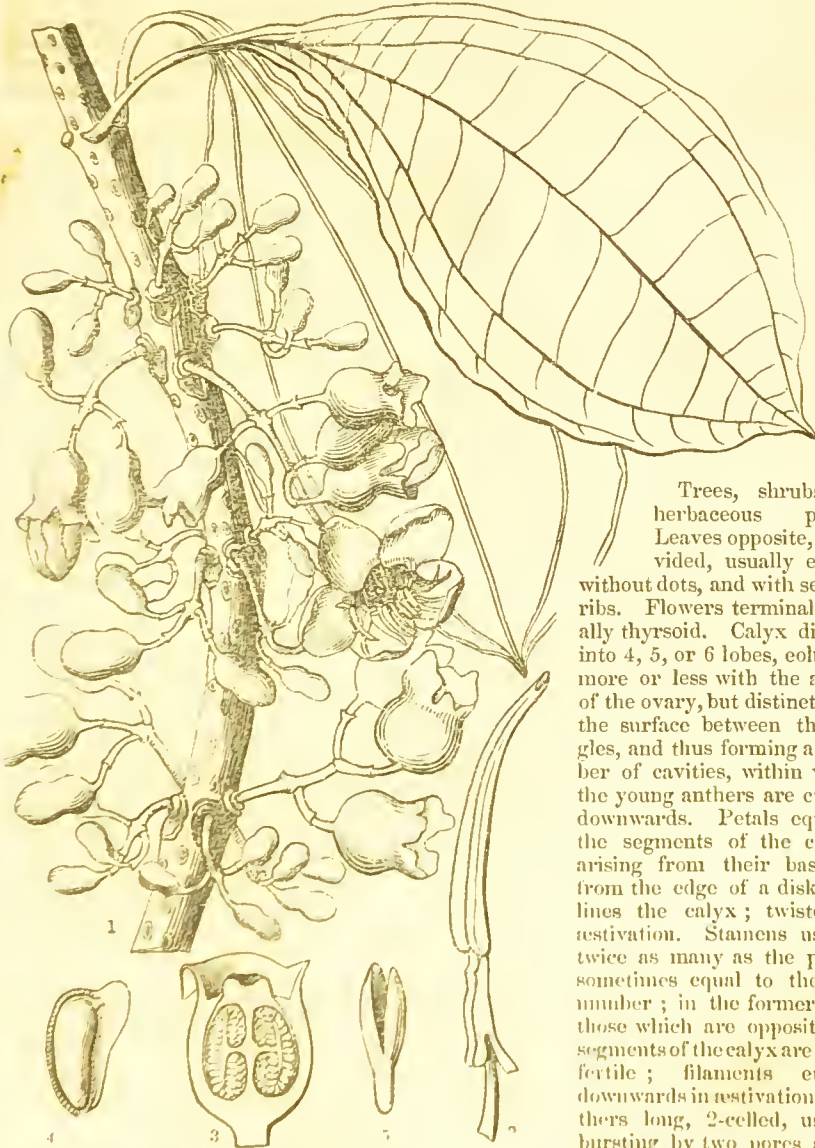 Trees, shrubs
herbaceous p
Leaves opposite,
vided, usually e
without dots, and with se
ribs. Flowers terminal
ally thyrsoid. Calyx di
into 4, 5, or 6 lobes, coh
more or less with the a
of the ovary, but distinct
the surface between th
gles, and thus forming a
ber of cavities, within
the young anthers are c
downwards. Petals eq
the segments of the c
arising from their bas
from the edge of a disk
lines the calyx ; twist
æstivation. Stamens us
twice as many as the p
sometimes equal to the
number ; in the former
those which are opposit
segments of the calyx are
fertile ; filaments
downwards in æstivation
thers long, 2-celled, us
bursting by two pores
1
4 3 5 2